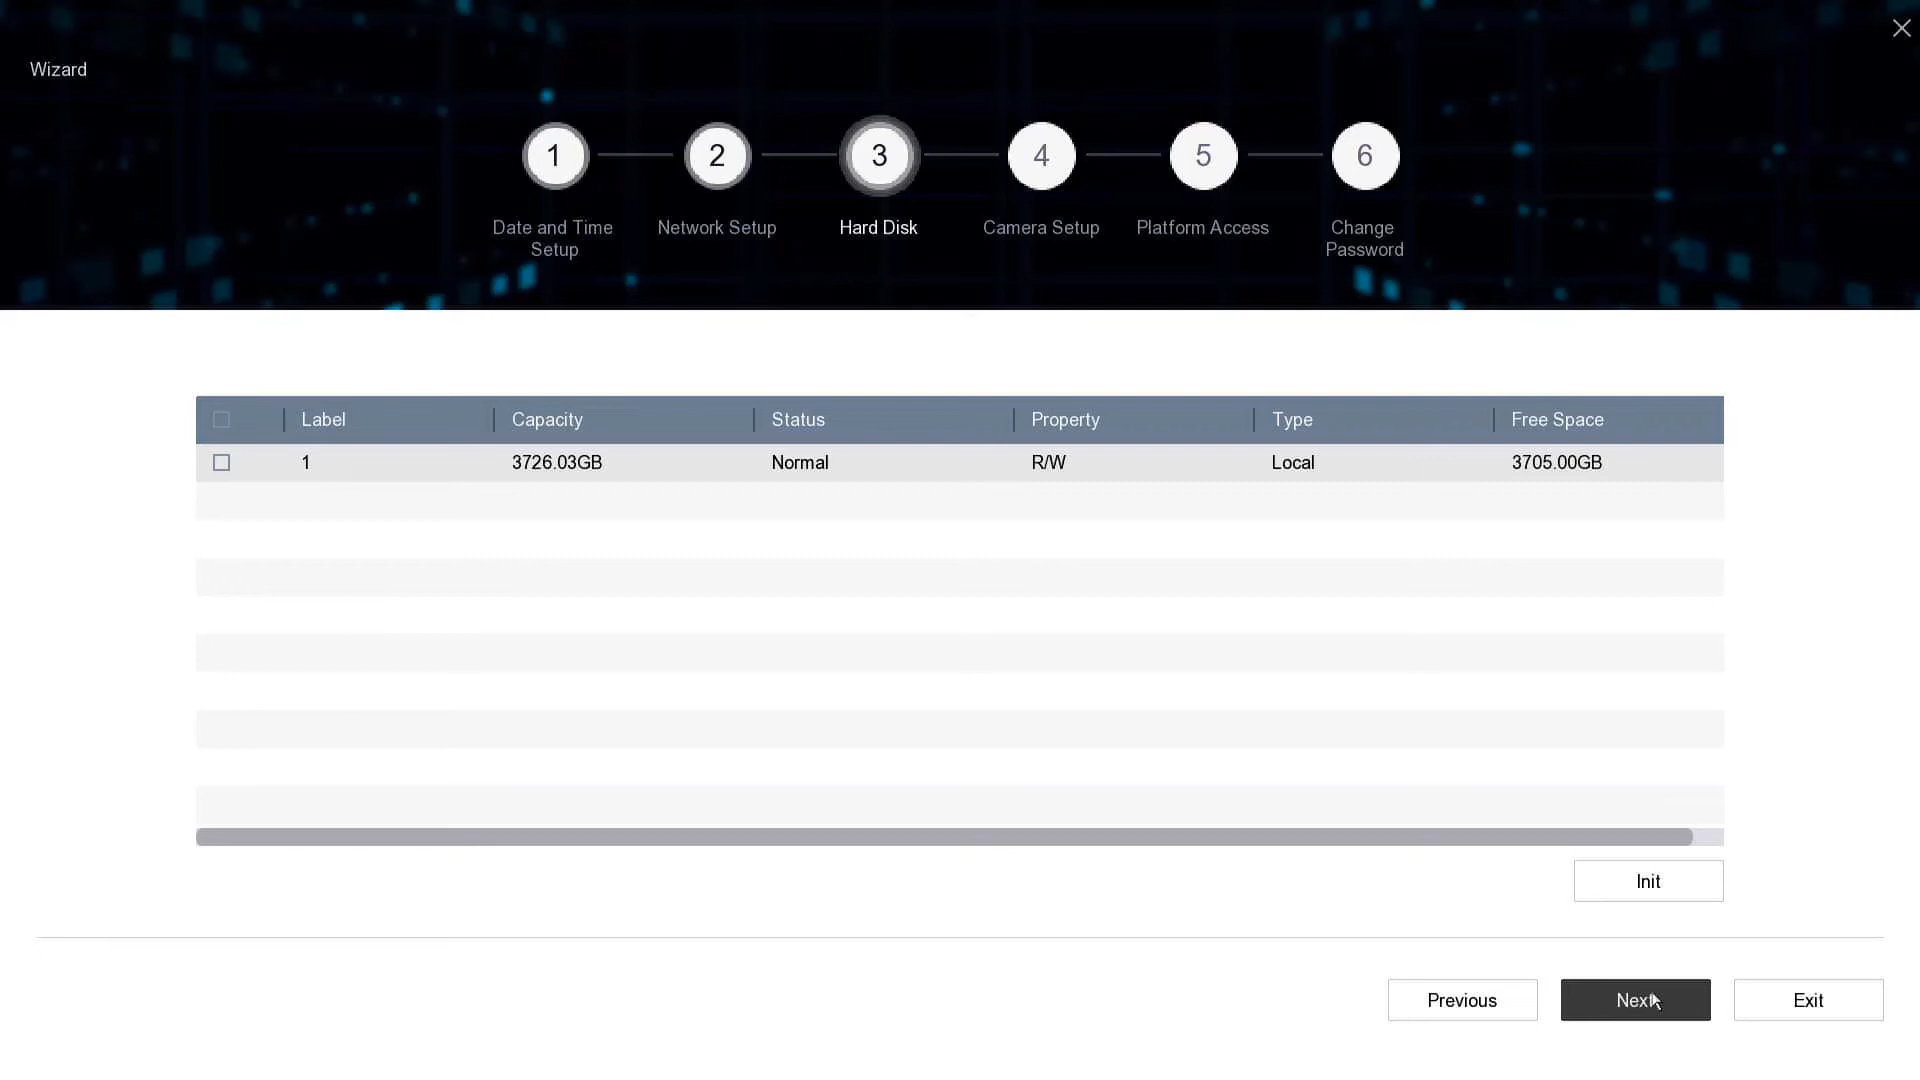 Wizard
1 2 3 4 5 6
Date and Time Setup
Network Setup
Hard Disk
Camera Setup
Platform Access
Change Password
Label Capacity Status Property Type Free Space
1 3726.03GB Normal R/W Local 3705.00GB
Init
Previous Next Exit